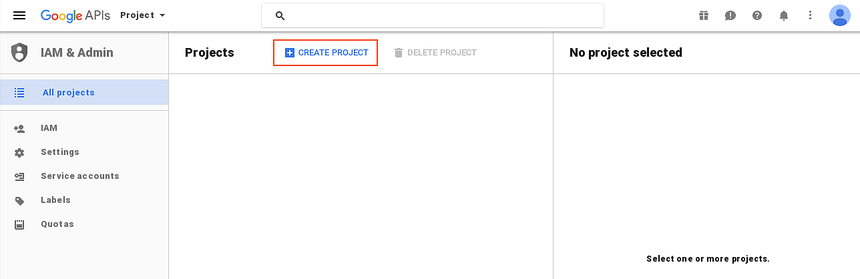 Google APIs Project
IAM & Admin
Projects CREATE PROJECT DELETE PROJECT
No project selected
All projects
IAM
Settings
Service accounts
Labels
Quotas
Select one or more projects.